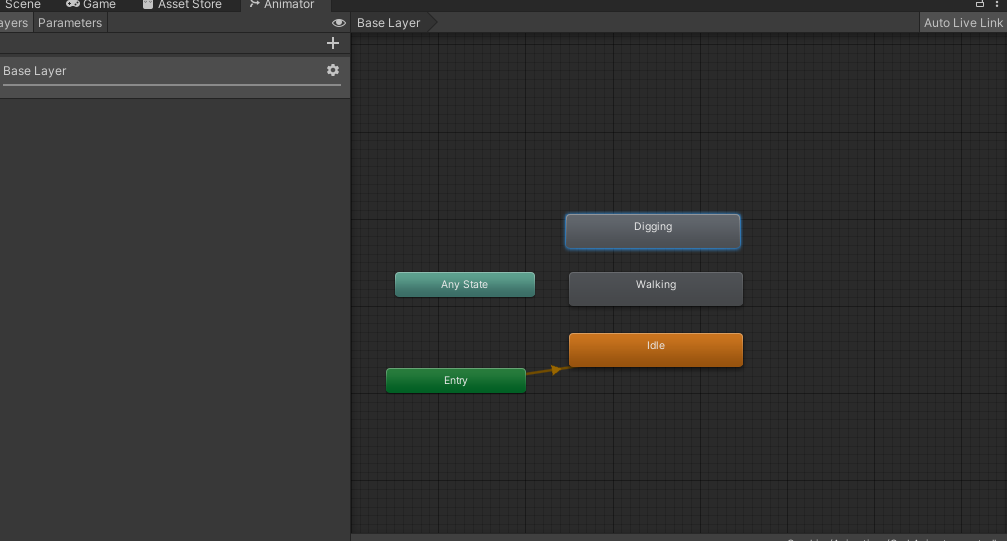 Scene Game Asset Store Animator
ayers Parameters
Base Layer
Auto Live Link
Base Layer
Digging
Any State
Walking
Idle
Entry